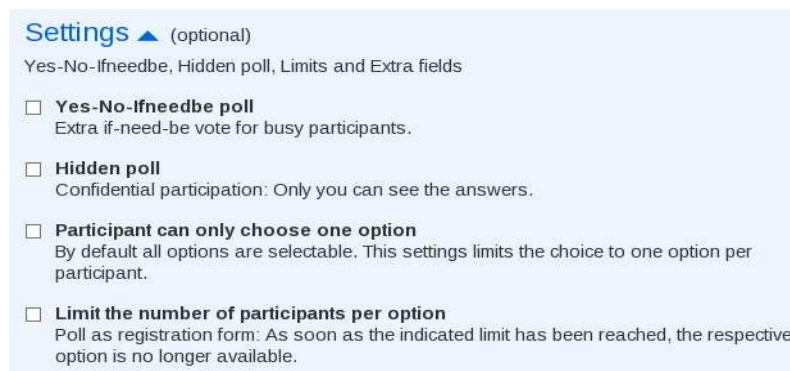 Settings (optional)
Yes-No-Ifneedbe, Hidden poll, Limits and Extra fields
Yes-No-Ifneedbe poll
Extra if-need-be vote for busy participants.
Hidden poll
Confidential participation: Only you can see the answers.
Participant can only choose one option
By default all options are selectable. This settings limits the choice to one option per
participant.
Limit the number of participants per option
Poll as registration form: As soon as the indicated limit has been reached, the respective
option is no longer available.